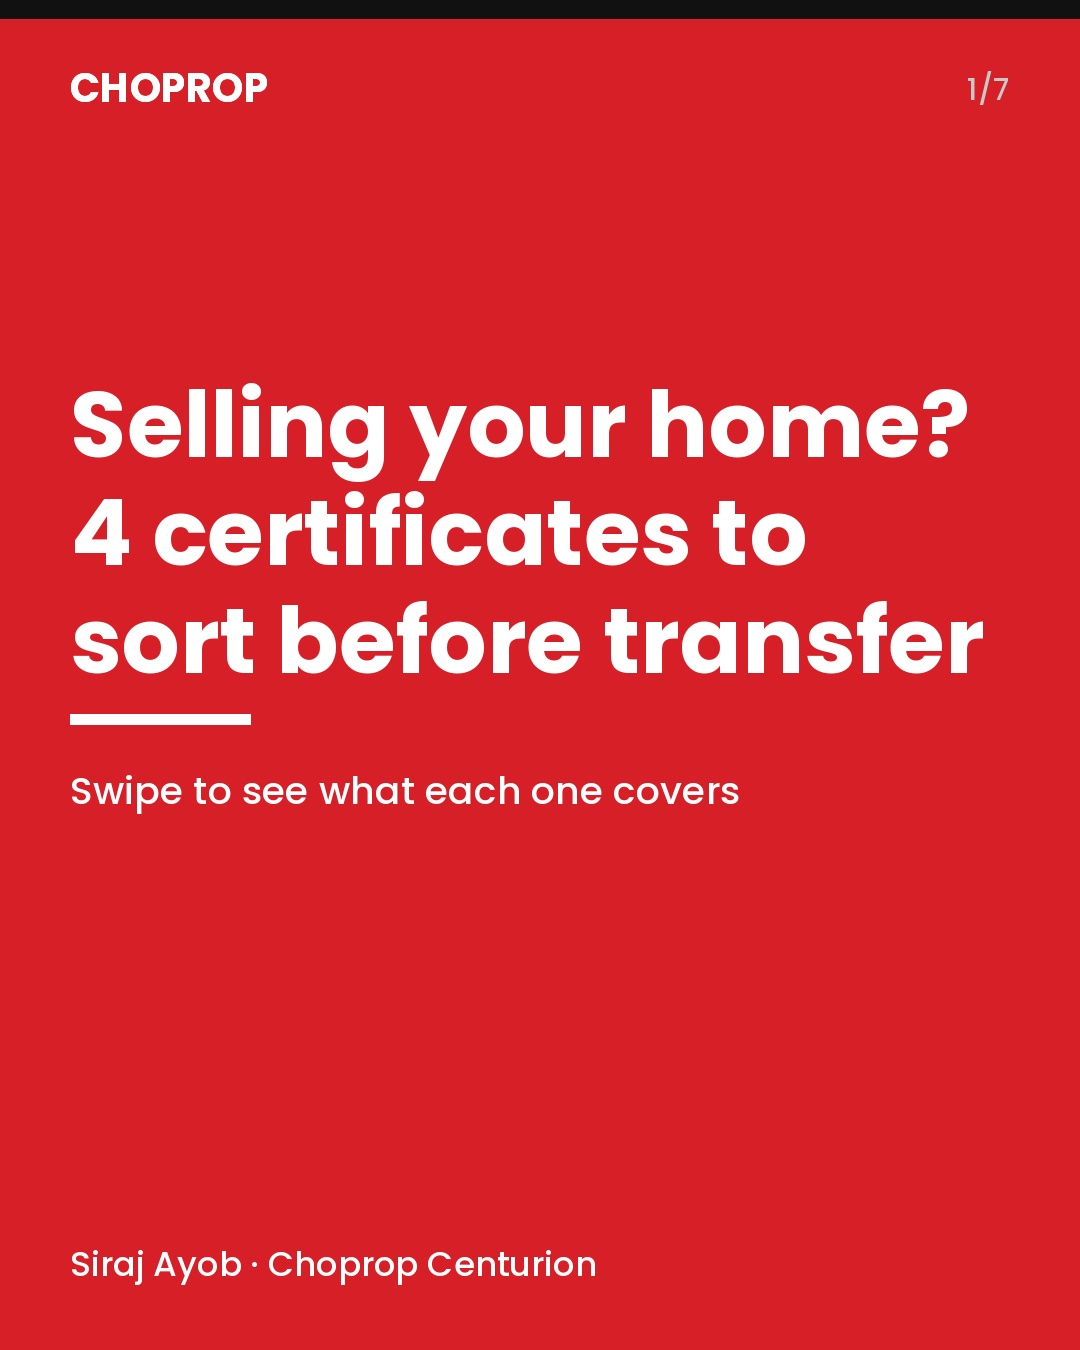 CHOPROP
1/7
Selling your home?
4 certificates to
sort before transfer
Swipe to see what each one covers
Siraj Ayob · Choprop Centurion